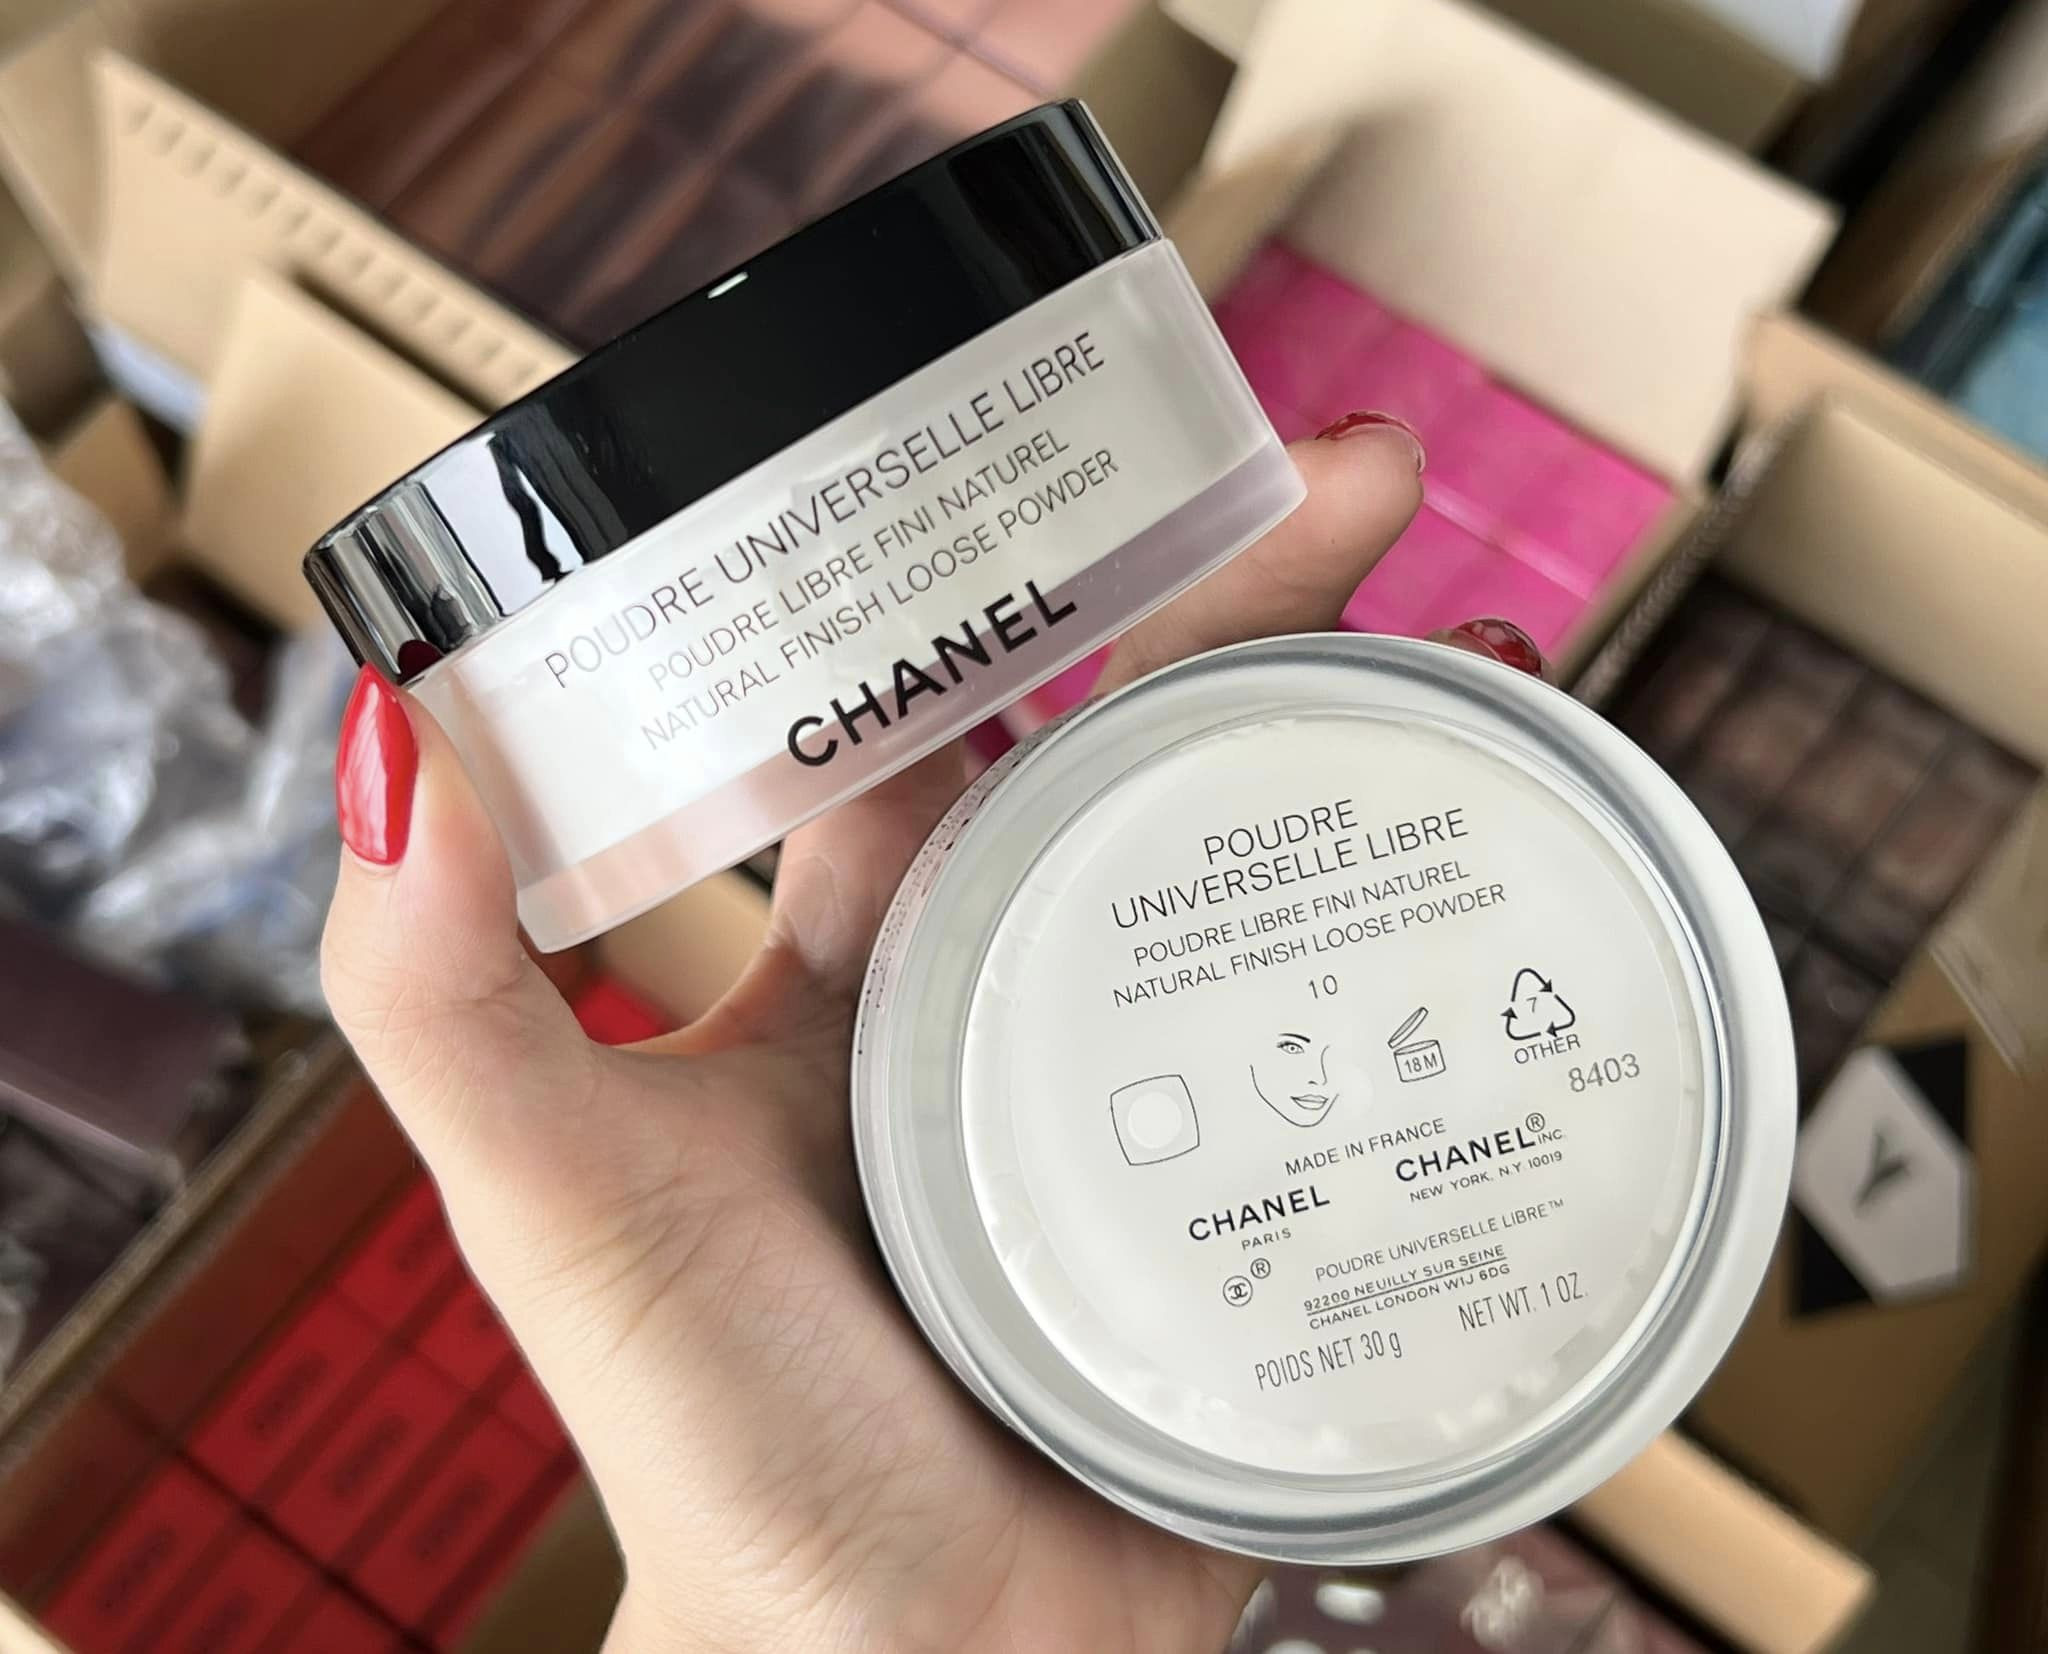 POUDRE UNIVERSELLE LIBRE
POUDRE LIBRE FINI NATUREL
NATURAL FINISH LOOSE POWDER
CHANEL
POUDRE
UNIVERSELLE LIBRE
POUDRE LIBRE FINI NATUREL
NATURAL FINISH LOOSE POWDER
10
18M
7
OTHER
8403
MADE IN FRANCE
CHANEL
PARIS
CHANEL® INC.
NEW YORK, N.Y. 10019
®
POUDRE UNIVERSELLE LIBRE™
92200 NEUILLY SUR SEINE
CHANEL LONDON W1J 6DG
POIDS NET 30 g
NET WT. 1 OZ.